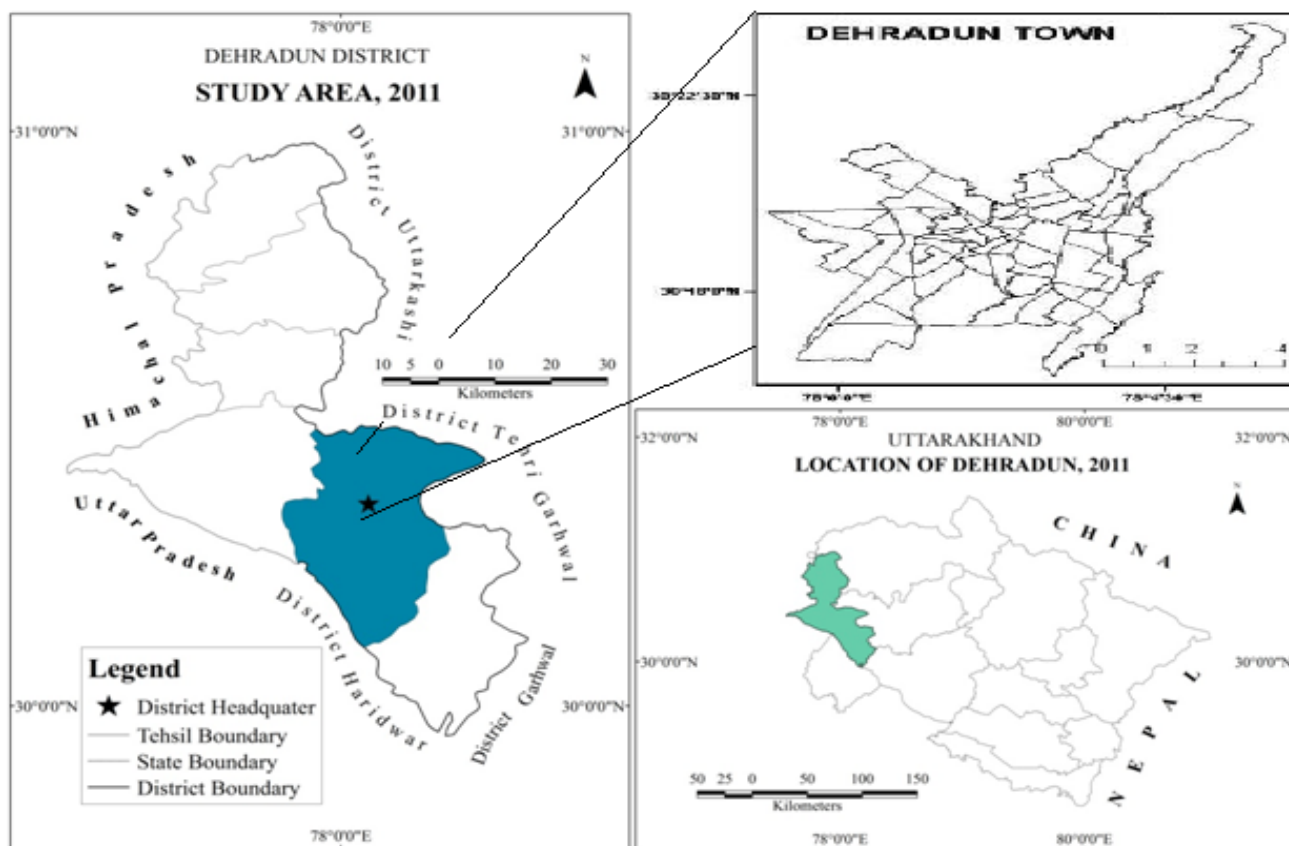 78°0'0"E
DEHRADUN DISTRICT
STUDY AREA, 2011
N
31°0'0"N
31°0'0"N
Himachal Pradesh
District Uttarkashi
10 5 0 10 20 30
Kilometers
District Tehri Garhwal
Uttar Pradesh
District Haridwar
District Garhwal
Legend
District Headquater
Tehsil Boundary
State Boundary
District Boundary
30°0'0"N
30°0'0"N
78°0'0"E
DEHRADUN TOWN
0 1 2 4
78°0'0"E
80°0'0"E
32°0'0"N
32°0'0"N
UTTARAKHAND
LOCATION OF DEHRADUN, 2011
N
CHINA
NEPAL
30°0'0"N
30°0'0"N
50 25 0 50 100 150
Kilometers
78°0'0"E
80°0'0"E